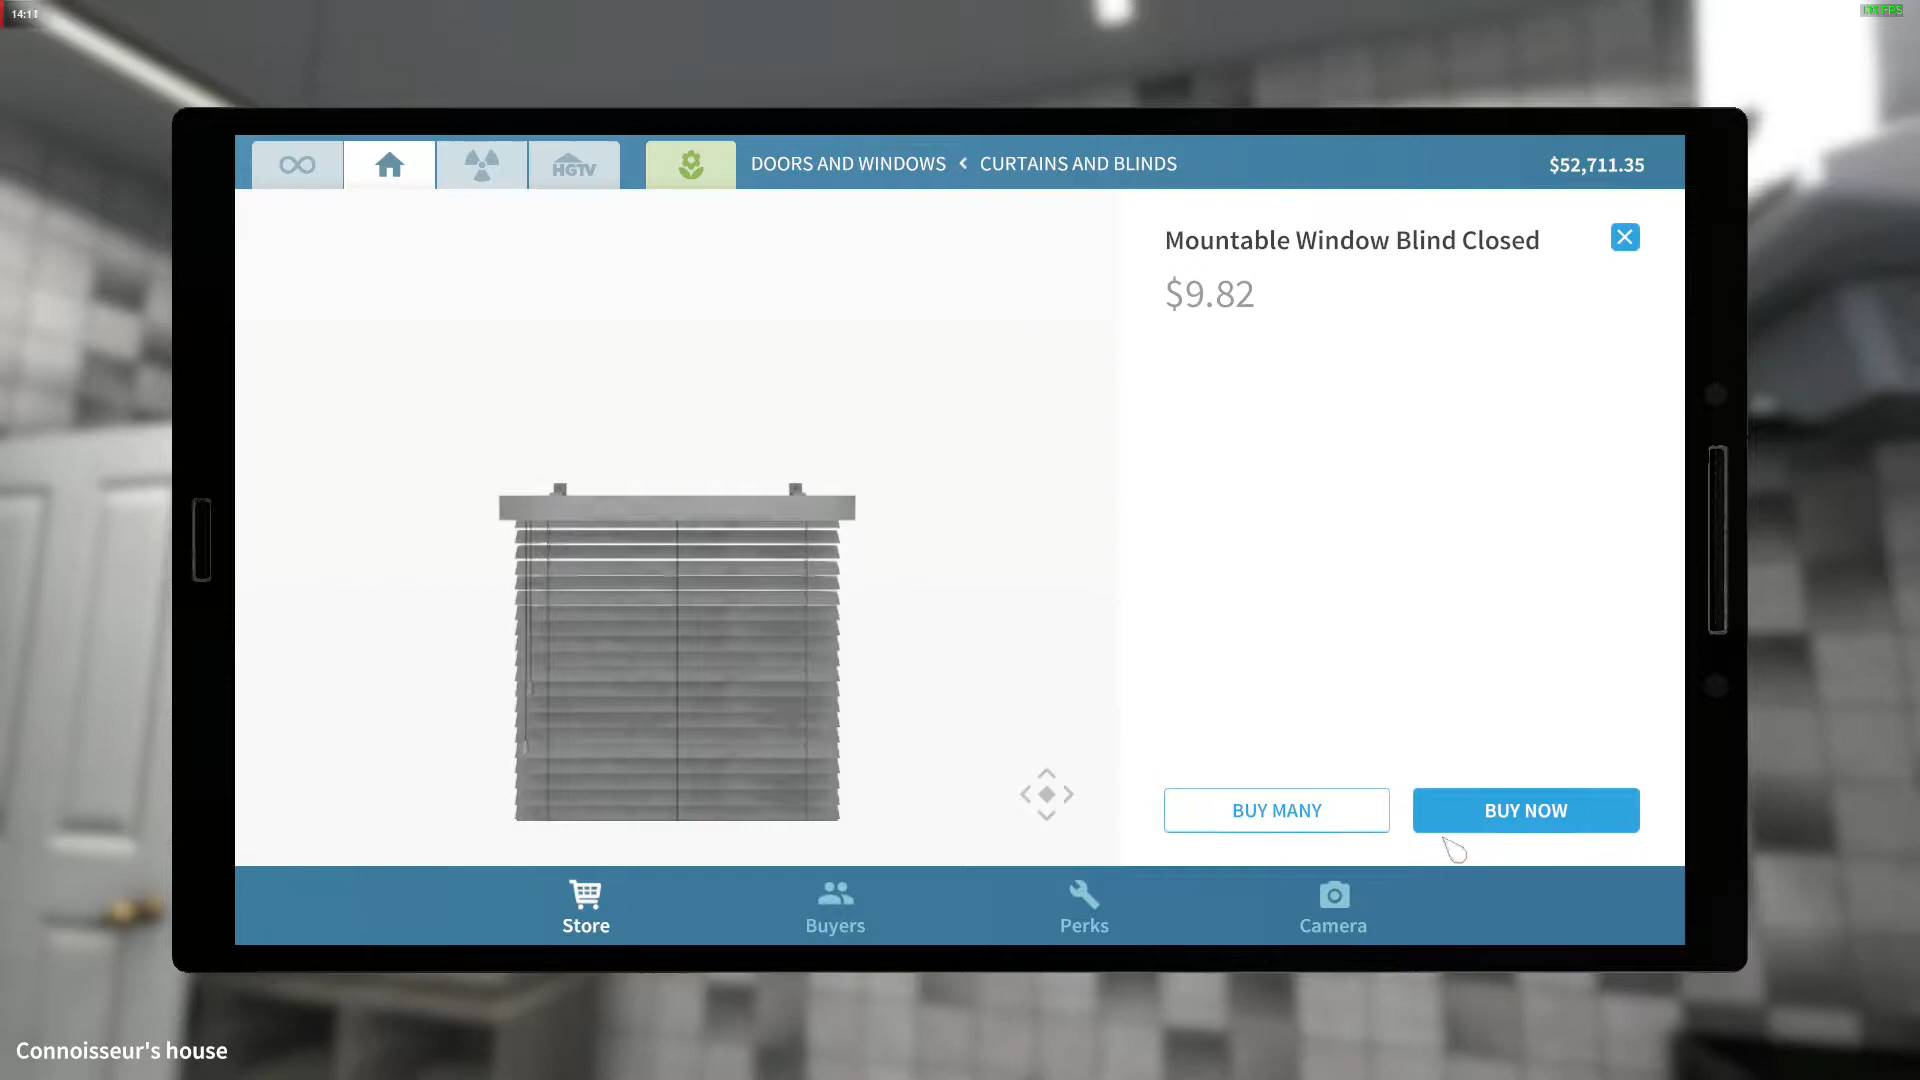 14:11
HGTV
DOORS AND WINDOWS < CURTAINS AND BLINDS
$52,711.35
Mountable Window Blind Closed
$9.82
BUY MANY
BUY NOW
Store
Buyers
Perks
Camera
Connoisseur's house